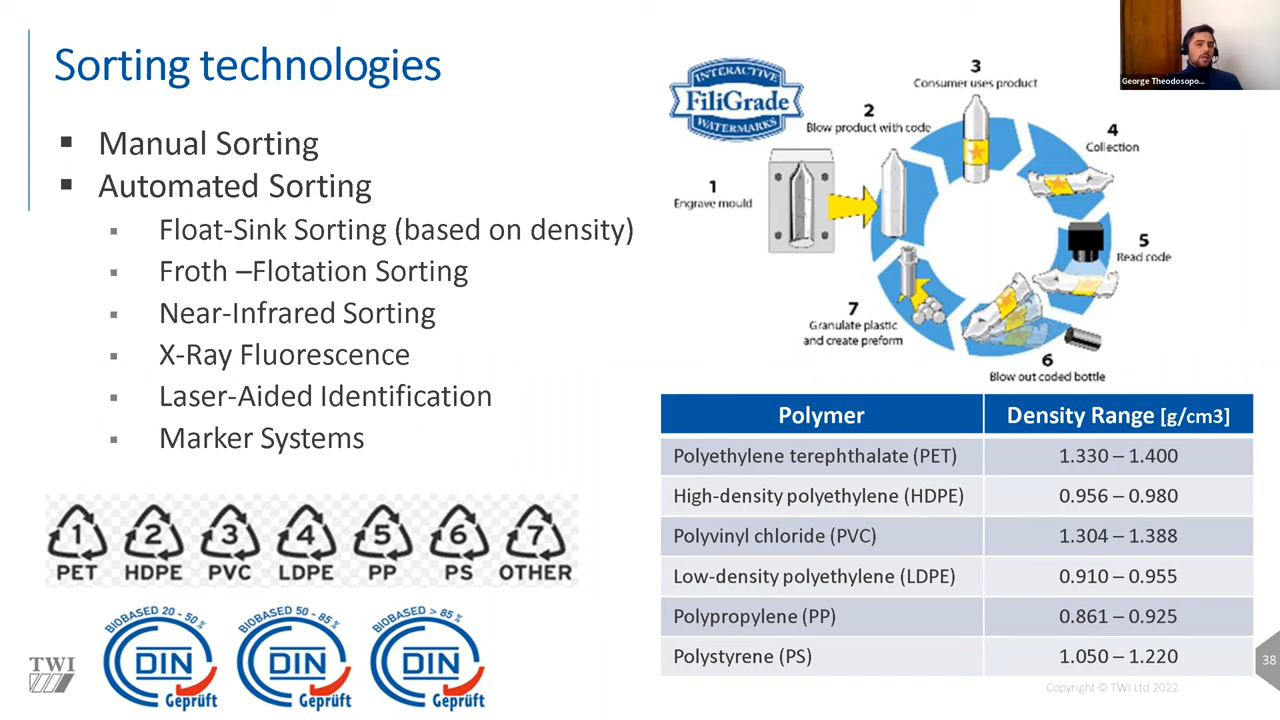 Sorting technologies
▪ Manual Sorting
▪ Automated Sorting
▪ Float-Sink Sorting (based on density)
▪ Froth –Flotation Sorting
▪ Near-Infrared Sorting
▪ X-Ray Fluorescence
▪ Laser-Aided Identification
▪ Marker Systems
1 2 3 4 5 6 7
PET HDPE PVC LDPE PP PS OTHER
BIOBASED 20 - 50%
DIN
Geprüft
BIOBASED 50 - 85%
DIN
Geprüft
BIOBASED > 85%
DIN
Geprüft
TWI
INTERACTIVE
FiliGrade
WATERMARKS
1
Engrave mould
2
Blow product with code
3
Consumer uses product
4
Collection
5
Read code
6
Blow out coded bottle
7
Granulate plastic
and create preform
Polymer Density Range [g/cm3]
Polyethylene terephthalate (PET) 1.330 – 1.400
High-density polyethylene (HDPE) 0.956 – 0.980
Polyvinyl chloride (PVC) 1.304 – 1.388
Low-density polyethylene (LDPE) 0.910 – 0.955
Polypropylene (PP) 0.861 – 0.925
Polystyrene (PS) 1.050 – 1.220
Copyright © TWI Ltd 2022
38
George Theodosopo...